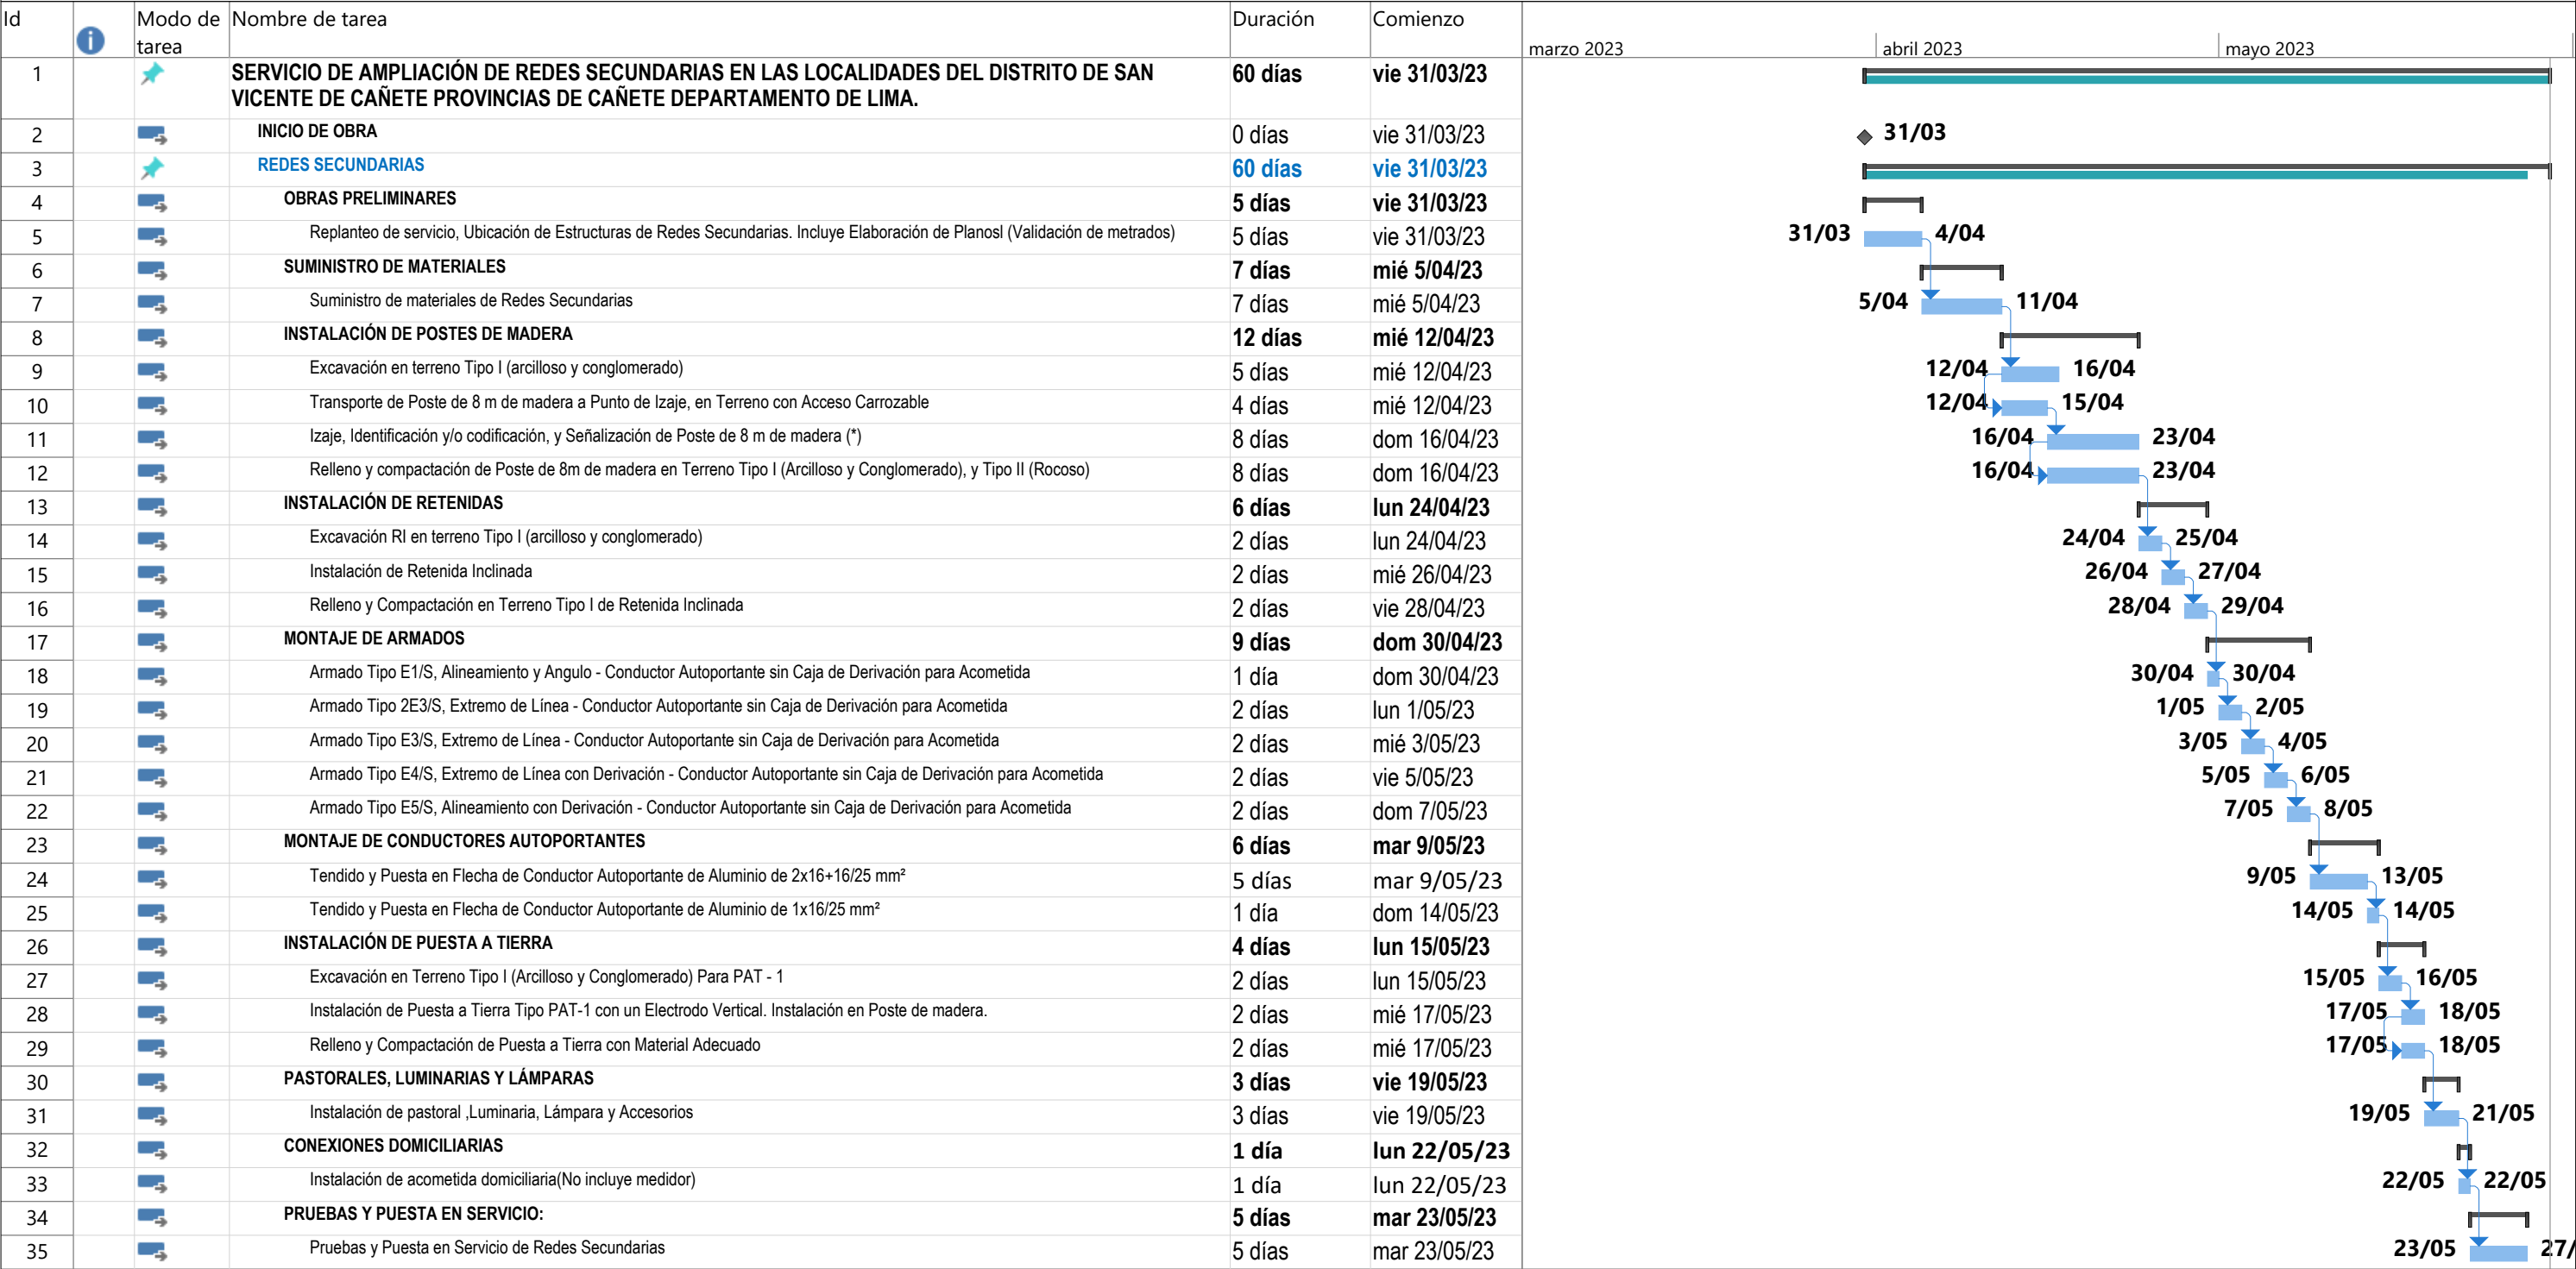 Id Modo de tarea Nombre de tarea Duración Comienzo
marzo 2023 abril 2023 mayo 2023
1 SERVICIO DE AMPLIACIÓN DE REDES SECUNDARIAS EN LAS LOCALIDADES DEL DISTRITO DE SAN 60 días vie 31/03/23
VICENTE DE CAÑETE PROVINCIAS DE CAÑETE DEPARTAMENTO DE LIMA.
2 INICIO DE OBRA 0 días vie 31/03/23 31/03
3 REDES SECUNDARIAS 60 días vie 31/03/23
4 OBRAS PRELIMINARES 5 días vie 31/03/23
5 Replanteo de servicio, Ubicación de Estructuras de Redes Secundarias. Incluye Elaboración de Planosl (Validación de metrados) 5 días vie 31/03/23 31/03 4/04
6 SUMINISTRO DE MATERIALES 7 días mié 5/04/23
7 Suministro de materiales de Redes Secundarias 7 días mié 5/04/23 5/04 11/04
8 INSTALACIÓN DE POSTES DE MADERA 12 días mié 12/04/23
9 Excavación en terreno Tipo I (arcilloso y conglomerado) 5 días mié 12/04/23 12/04 16/04
10 Transporte de Poste de 8 m de madera a Punto de Izaje, en Terreno con Acceso Carrozable 4 días mié 12/04/23 12/04 15/04
11 Izaje, Identificación y/o codificación, y Señalización de Poste de 8 m de madera (*) 8 días dom 16/04/23 16/04 23/04
12 Relleno y compactación de Poste de 8m de madera en Terreno Tipo I (Arcilloso y Conglomerado), y Tipo II (Rocoso) 8 días dom 16/04/23 16/04 23/04
13 INSTALACIÓN DE RETENIDAS 6 días lun 24/04/23
14 Excavación RI en terreno Tipo I (arcilloso y conglomerado) 2 días lun 24/04/23 24/04 25/04
15 Instalación de Retenida Inclinada 2 días mié 26/04/23 26/04 27/04
16 Relleno y Compactación en Terreno Tipo I de Retenida Inclinada 2 días vie 28/04/23 28/04 29/04
17 MONTAJE DE ARMADOS 9 días dom 30/04/23
18 Armado Tipo E1/S, Alineamiento y Angulo - Conductor Autoportante sin Caja de Derivación para Acometida 1 día dom 30/04/23 30/04 30/04
19 Armado Tipo 2E3/S, Extremo de Línea - Conductor Autoportante sin Caja de Derivación para Acometida 2 días lun 1/05/23 1/05 2/05
20 Armado Tipo E3/S, Extremo de Línea - Conductor Autoportante sin Caja de Derivación para Acometida 2 días mié 3/05/23 3/05 4/05
21 Armado Tipo E4/S, Extremo de Línea con Derivación - Conductor Autoportante sin Caja de Derivación para Acometida 2 días vie 5/05/23 5/05 6/05
22 Armado Tipo E5/S, Alineamiento con Derivación - Conductor Autoportante sin Caja de Derivación para Acometida 2 días dom 7/05/23 7/05 8/05
23 MONTAJE DE CONDUCTORES AUTOPORTANTES 6 días mar 9/05/23
24 Tendido y Puesta en Flecha de Conductor Autoportante de Aluminio de 2x16+16/25 mm² 5 días mar 9/05/23 9/05 13/05
25 Tendido y Puesta en Flecha de Conductor Autoportante de Aluminio de 1x16/25 mm² 1 día dom 14/05/23 14/05 14/05
26 INSTALACIÓN DE PUESTA A TIERRA 4 días lun 15/05/23
27 Excavación en Terreno Tipo I (Arcilloso y Conglomerado) Para PAT - 1 2 días lun 15/05/23 15/05 16/05
28 Instalación de Puesta a Tierra Tipo PAT-1 con un Electrodo Vertical. Instalación en Poste de madera. 2 días mié 17/05/23 17/05 18/05
29 Relleno y Compactación de Puesta a Tierra con Material Adecuado 2 días mié 17/05/23 17/05 18/05
30 PASTORALES, LUMINARIAS Y LÁMPARAS 3 días vie 19/05/23
31 Instalación de pastoral ,Luminaria, Lámpara y Accesorios 3 días vie 19/05/23 19/05 21/05
32 CONEXIONES DOMICILIARIAS 1 día lun 22/05/23
33 Instalación de acometida domiciliaria(No incluye medidor) 1 día lun 22/05/23 22/05 22/05
34 PRUEBAS Y PUESTA EN SERVICIO: 5 días mar 23/05/23
35 Pruebas y Puesta en Servicio de Redes Secundarias 5 días mar 23/05/23 23/05 27/